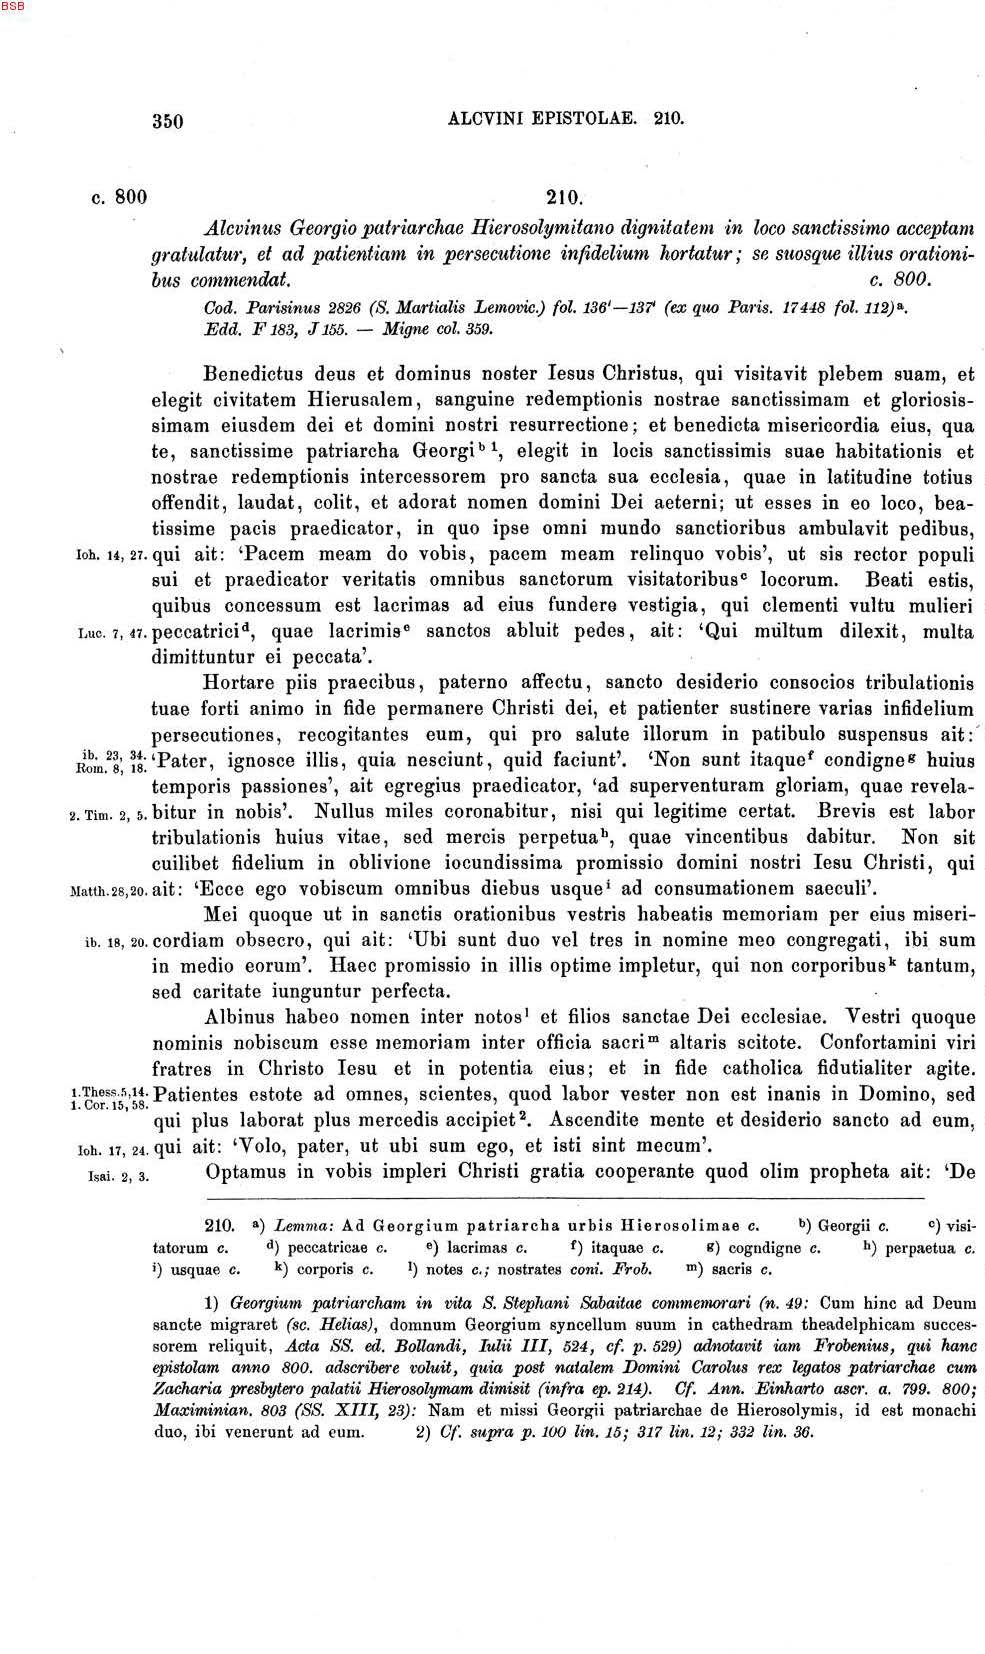 BSB
350 ALCVINI EPISTOLAE. 210.
c. 800 210.
Alcvinus Georgio patriarchae Hierosolymitano dignitatem in loco sanctissimo acceptam
gratulatur, et ad patientiam in persecutione infidelium hortatur; se suosque illius orationi-
bus commendat. c. 800.
Cod. Parisinus 2826 (S. Martialis Lemovic.) fol. 136'—137' (ex quo Paris. 17448 fol. 112)ᵃ.
Edd. F 183, J 155. — Migne col. 359.
Benedictus deus et dominus noster Iesus Christus, qui visitavit plebem suam, et
elegit civitatem Hierusalem, sanguine redemptionis nostrae sanctissimam et gloriosis-
simam eiusdem dei et domini nostri resurrectione; et benedicta misericordia eius, qua
te, sanctissime patriarcha Georgiᵇ ¹, elegit in locis sanctissimis suae habitationis et
nostrae redemptionis intercessorem pro sancta sua ecclesia, quae in latitudine totius
offendit, laudat, colit, et adorat nomen domini Dei aeterni; ut esses in eo loco, bea-
tissime pacis praedicator, in quo ipse omni mundo sanctioribus ambulavit pedibus,
Ioh. 14, 27. qui ait: ‘Pacem meam do vobis, pacem meam relinquo vobis’, ut sis rector populi
sui et praedicator veritatis omnibus sanctorum visitatoribusᶜ locorum. Beati estis,
quibus concessum est lacrimas ad eius fundere vestigia, qui clementi vultu mulieri
Luc. 7, 47. peccatriciᵈ, quae lacrimisᵉ sanctos abluit pedes, ait: ‘Qui multum dilexit, multa
dimittuntur ei peccata’.
Hortare piis praecibus, paterno affectu, sancto desiderio consocios tribulationis
tuae forti animo in fide permanere Christi dei, et patienter sustinere varias infidelium
persecutiones, recogitantes eum, qui pro salute illorum in patibulo suspensus ait:
ib. 23, 34. Rom. 8, 18. ‘Pater, ignosce illis, quia nesciunt, quid faciunt’. ‘Non sunt itaqueᶠ condigneᵍ huius
temporis passiones’, ait egregius praedicator, ‘ad superventuram gloriam, quae revela-
2. Tim. 2, 5. bitur in nobis’. Nullus miles coronabitur, nisi qui legitime certat. Brevis est labor
tribulationis huius vitae, sed mercis perpetuaʰ, quae vincentibus dabitur. Non sit
cuilibet fidelium in oblivione iocundissima promissio domini nostri Iesu Christi, qui
Matth. 28, 20. ait: ‘Ecce ego vobiscum omnibus diebus usqueⁱ ad consumationem saeculi’.
Mei quoque ut in sanctis orationibus vestris habeatis memoriam per eius miseri-
ib. 18, 20. cordiam obsecro, qui ait: ‘Ubi sunt duo vel tres in nomine meo congregati, ibi sum
in medio eorum’. Haec promissio in illis optime impletur, qui non corporibusᵏ tantum,
sed caritate iunguntur perfecta.
Albinus habeo nomen inter notosˡ et filios sanctae Dei ecclesiae. Vestri quoque
nominis nobiscum esse memoriam inter officia sacriᵐ altaris scitote. Confortamini viri
fratres in Christo Iesu et in potentia eius; et in fide catholica fidutialiter agite.
1. Thess. 5, 14. 1. Cor. 15, 58. Patientes estote ad omnes, scientes, quod labor vester non est inanis in Domino, sed
qui plus laborat plus mercedis accipiet². Ascendite mente et desiderio sancto ad eum,
Ioh. 17, 24. qui ait: ‘Volo, pater, ut ubi sum ego, et isti sint mecum’.
Isai. 2, 3. Optamus in vobis impleri Christi gratia cooperante quod olim propheta ait: ‘De
210. ᵃ) Lemma: Ad Georgium patriarcha urbis Hierosolimae c. ᵇ) Georgii c. ᶜ) visi-
tatorum c. ᵈ) peccatricae c. ᵉ) lacrimas c. ᶠ) itaquae c. ᵍ) cogndigne c. ʰ) perpaetua c.
ⁱ) usquae c. ᵏ) corporis c. ˡ) notes c.; nostrates coni. Frob. ᵐ) sacris c.
1) Georgium patriarcham in vita S. Stephani Sabaitae commemorari (n. 49: Cum hinc ad Deum
sancte migraret (sc. Helias), domnum Georgium syncellum suum in cathedram theadelphicam succes-
sorem reliquit, Acta SS. ed. Bollandi, Iulii III, 524, cf. p. 529) adnotavit iam Frobenius, qui hanc
epistolam anno 800. adscribere voluit, quia post natalem Domini Carolus rex legatos patriarchae cum
Zacharia presbytero palatii Hierosolymam dimisit (infra ep. 214). Cf. Ann. Einharto ascr. a. 799. 800;
Maximinian. 803 (SS. XIII, 23): Nam et missi Georgii patriarchae de Hierosolymis, id est monachi
duo, ibi venerunt ad eum. 2) Cf. supra p. 100 lin. 15; 317 lin. 12; 332 lin. 36.